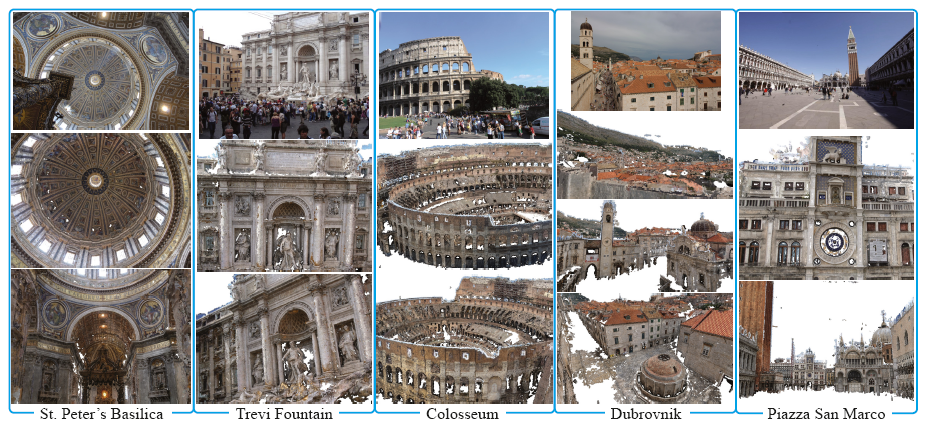 St. Peter's Basilica
Trevi Fountain
Colosseum
Dubrovnik
Piazza San Marco